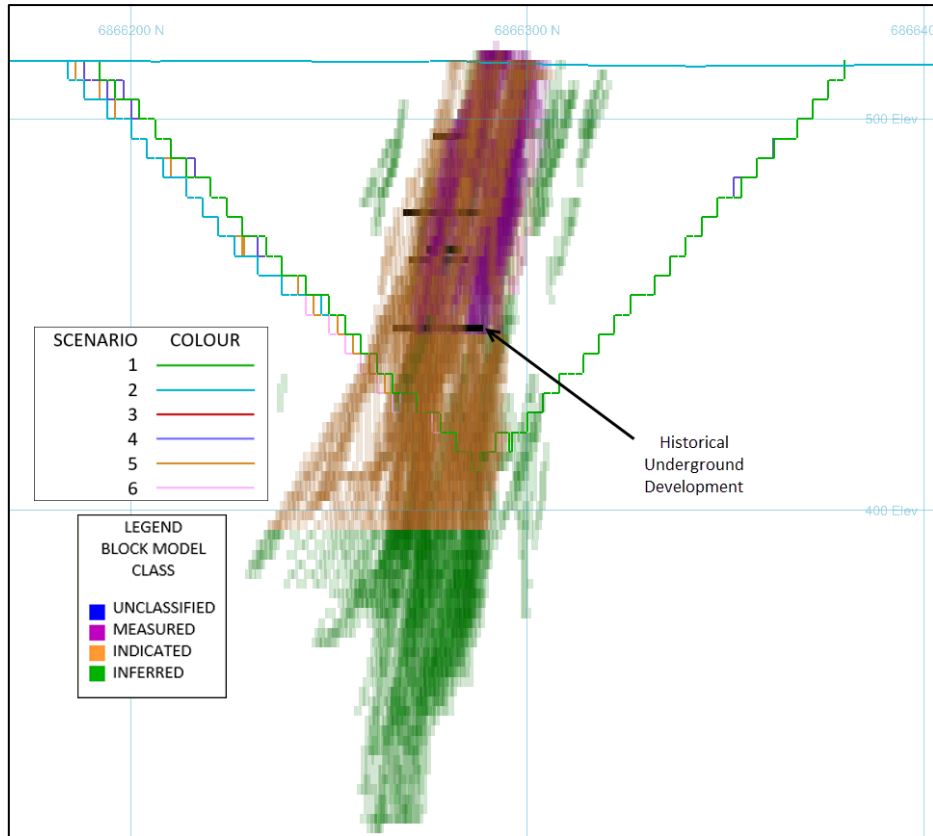 6866200 N
6866300 N
686640
500 Elev
SCENARIO COLOUR
1
2
3
4
5
6
Historical
Underground
Development
400 Elev
LEGEND
BLOCK MODEL
CLASS
UNCLASSIFIED
MEASURED
INDICATED
INFERRED